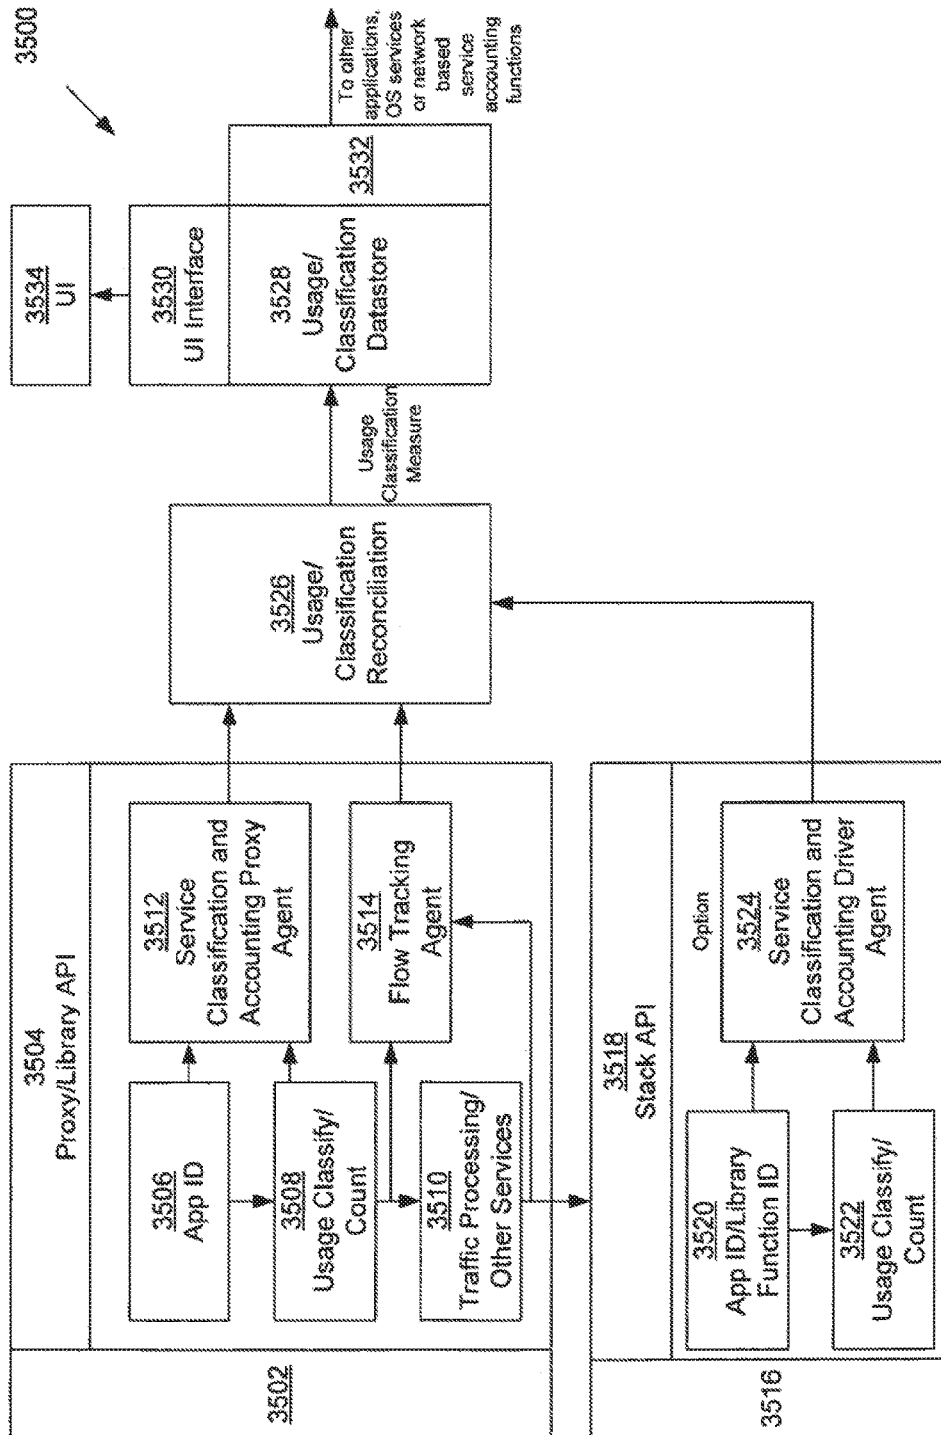 3500
3502
3504
Proxy/Library API
3506
App ID
3508
Usage Classify/
Count
3510
Traffic Processing/
Other Services
3512
Service
Classification and
Accounting Proxy
Agent
3514
Flow Tracking
Agent
3516
3518
Stack API
3520
App ID/Library
Function ID
3522
Usage Classify/
Count
Option
3524
Service
Classification and
Accounting Driver
Agent
3526
Usage/
Classification
Reconciliation
Usage
Classification
Measure
3534
UI
3530
UI Interface
3528
Usage/
Classification
Datastore
3532
To other
applications,
OS services
or network
based
service
accounting
functions